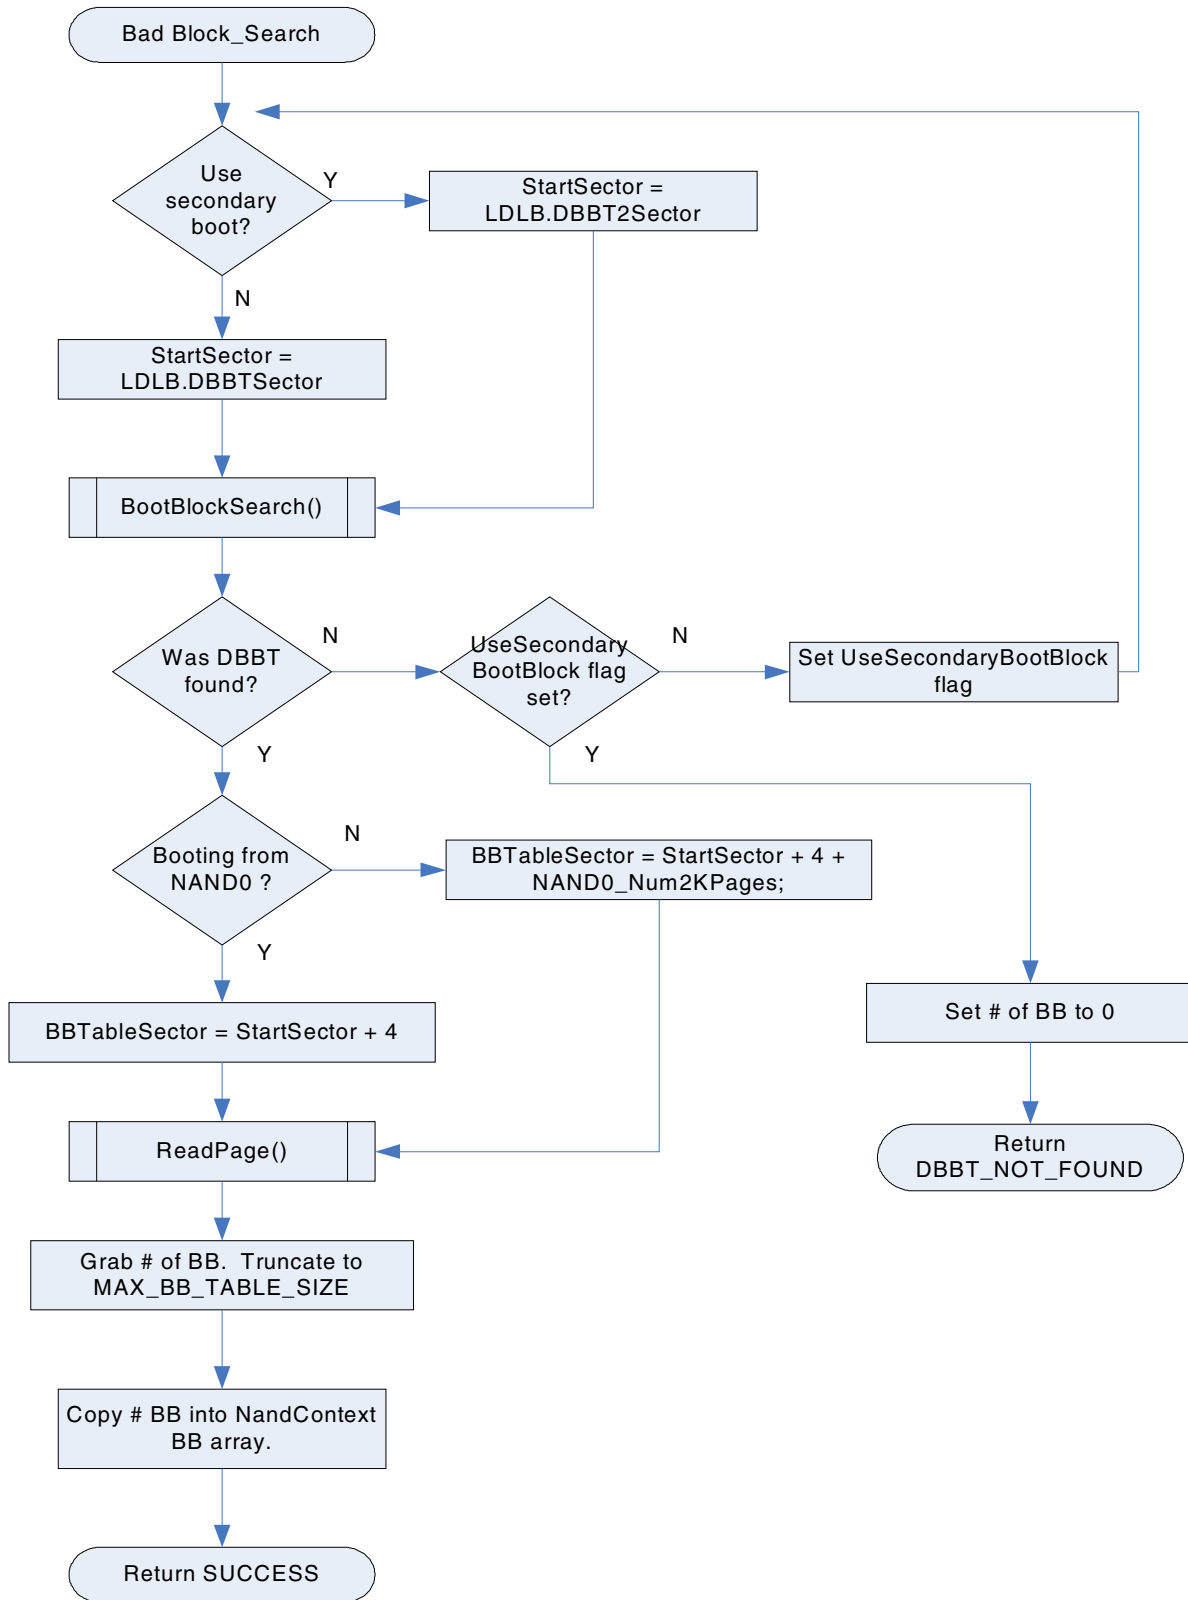 Bad Block_Search
Use
secondary
boot?
Y
StartSector =
LDLB.DBBT2Sector
N
StartSector =
LDLB.DBBTSector
BootBlockSearch()
Was DBBT
found?
N
UseSecondary
BootBlock flag
set?
N
Set UseSecondaryBootBlock
flag
Y
Y
Booting from
NAND0 ?
N
BBTableSector = StartSector + 4 +
NAND0_Num2KPages;
Y
BBTableSector = StartSector + 4
Set # of BB to 0
ReadPage()
Return
DBBT_NOT_FOUND
Grab # of BB.  Truncate to
MAX_BB_TABLE_SIZE
Copy # BB into NandContext
BB array.
Return SUCCESS